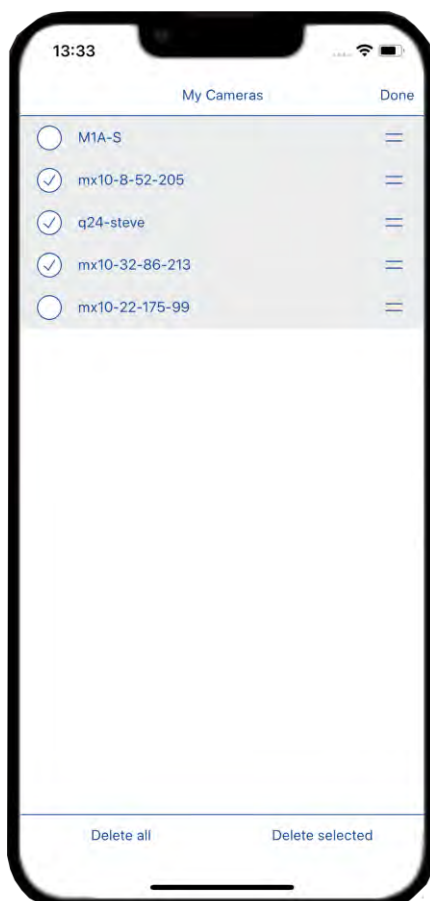 13:33
My Cameras Done
M1A-S
mx10-8-52-205
q24-steve
mx10-32-86-213
mx10-22-175-99
Delete all Delete selected